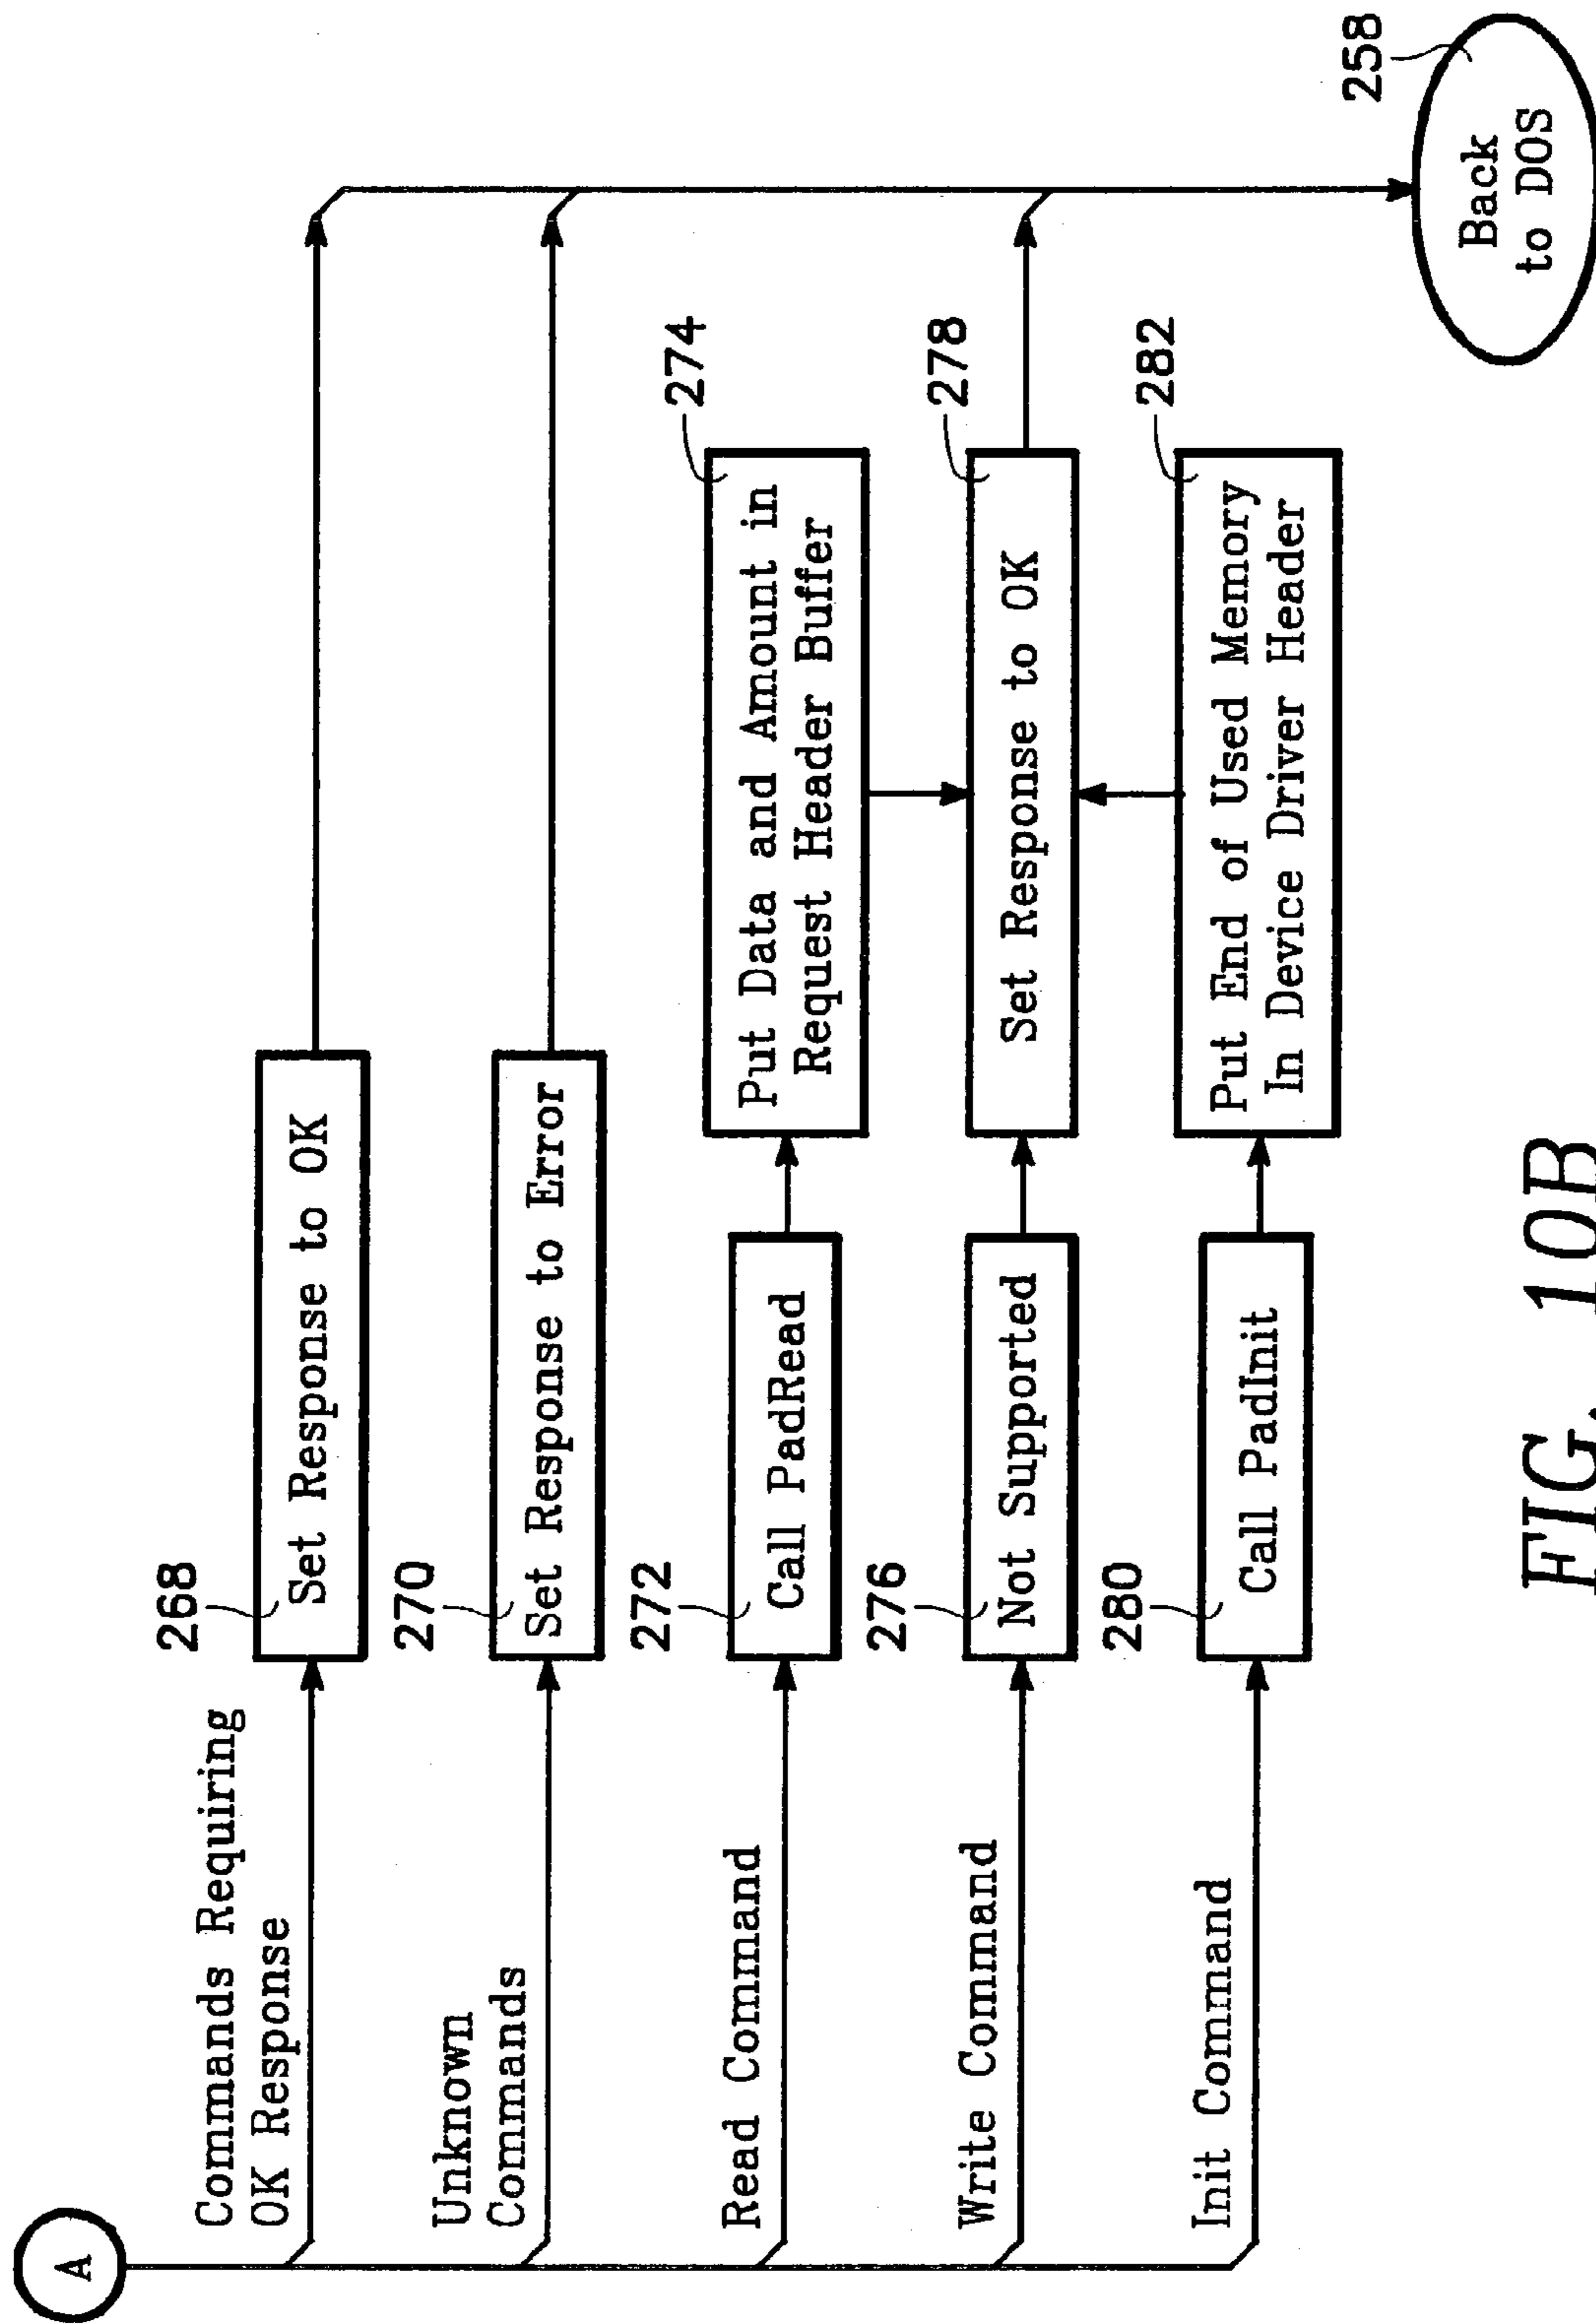 A
Commands Requiring
OK Response
268
Set Response to OK
Unknown
Commands
270
Set Response to Error
Read Command
272
Call PadRead
274
Put Data and Amount in
Request Header Buffer
Write Command
276
Not Supported
278
Set Response to OK
Init Command
280
Call PadInit
282
Put End of Used Memory
In Device Driver Header
258
Back
to DOS
FIG. 10B